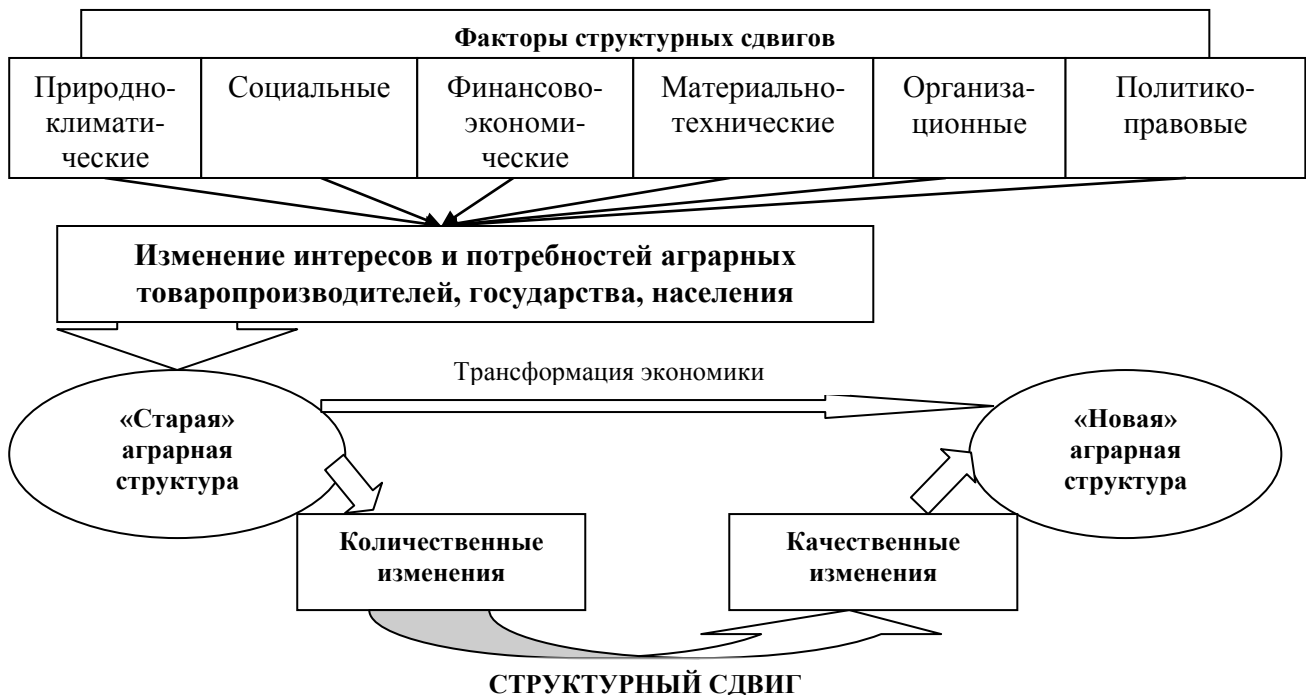 Факторы структурных сдвигов
Природно-
климати-
ческие
Социальные
Финансово-
экономи-
ческие
Материально-
технические
Организа-
ционные
Политико-
правовые
Изменение интересов и потребностей аграрных
товаропроизводителей, государства, населения
Трансформация экономики
«Старая»
аграрная
структура
«Новая»
аграрная
структура
Количественные
изменения
Качественные
изменения
СТРУКТУРНЫЙ СДВИГ